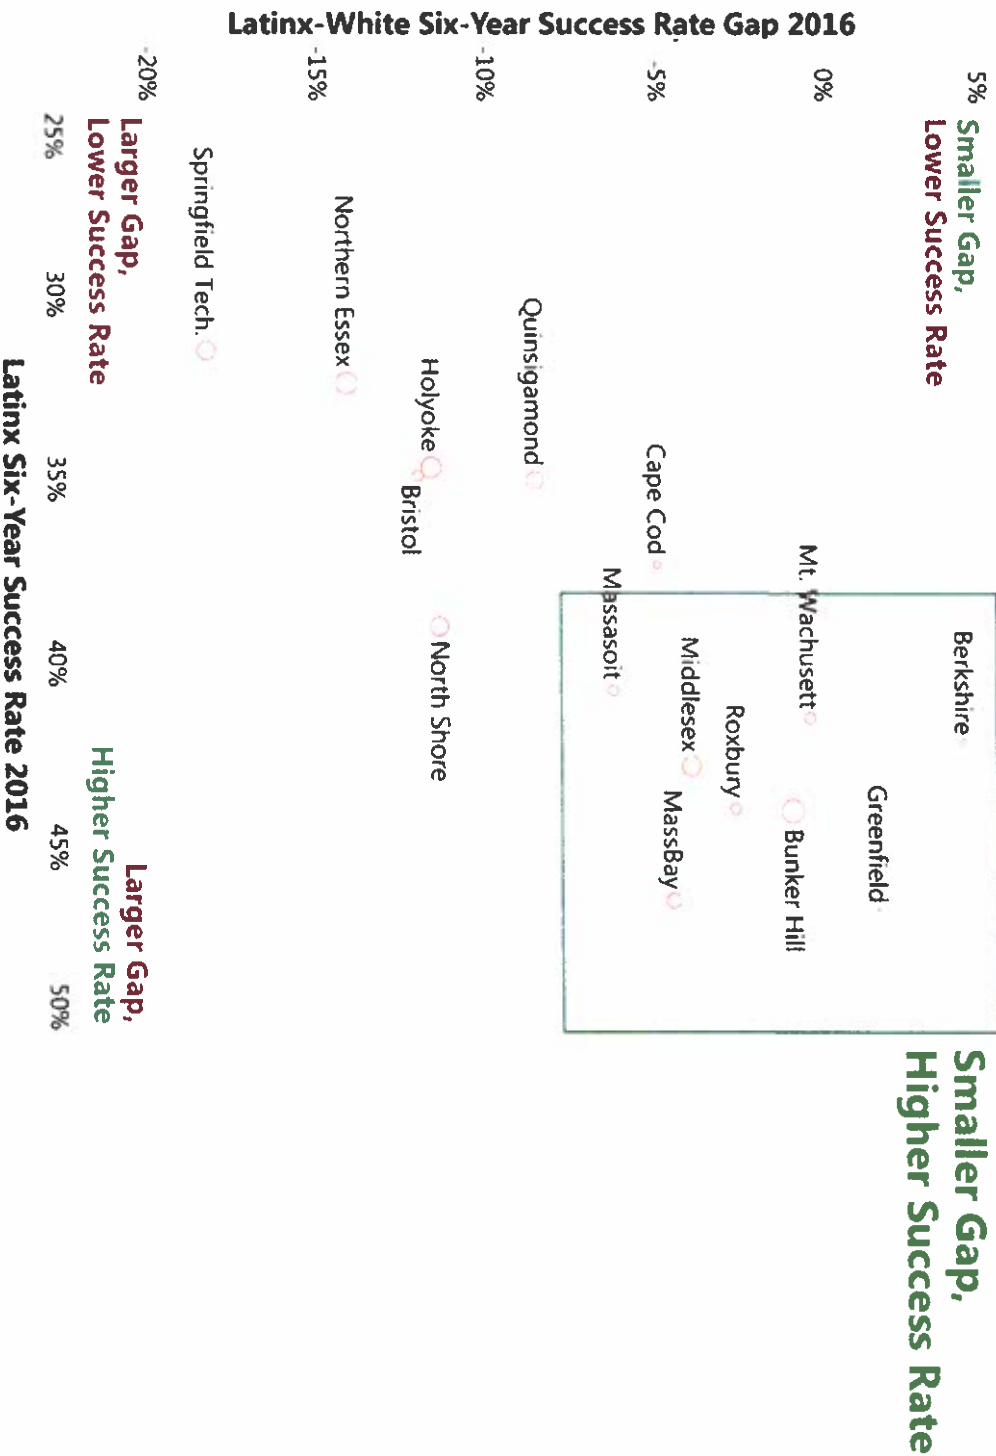 Latinx-White Six-Year Success Rate Gap 2016
5%
0%
-5%
-10%
-15%
-20%
Smaller Gap,
Lower Success Rate
Smaller Gap,
Higher Success Rate
Berkshire
Greenfield
Mt. Wachusett
Bunker Hill
Roxbury
Middlesex
MassBay
Cape Cod
Massasoit
Quinsigamond
Holyoke
Bristol
North Shore
Northern Essex
Springfield Tech.
Larger Gap,
Lower Success Rate
Larger Gap,
Higher Success Rate
25%
30%
35%
40%
45%
50%
Latinx Six-Year Success Rate 2016